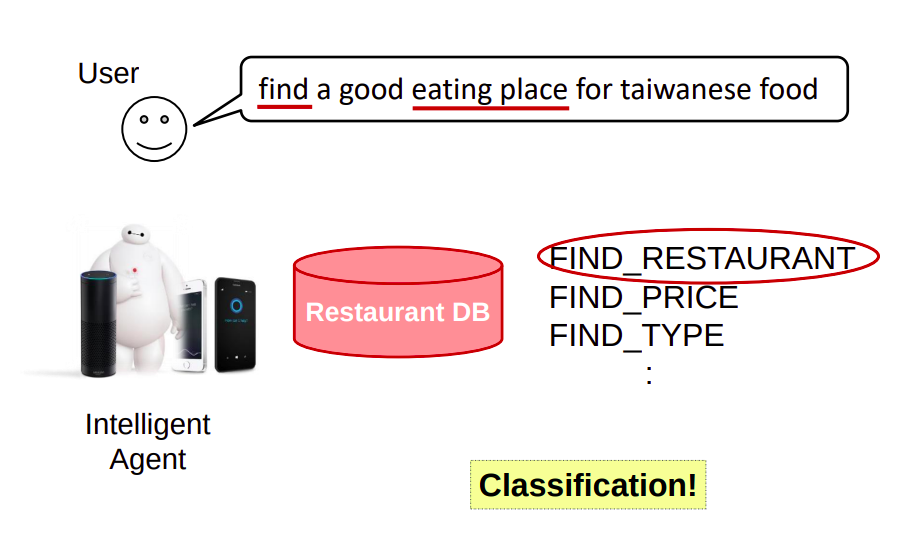 User
find a good eating place for taiwanese food
Restaurant DB
FIND_RESTAURANT
FIND_PRICE
FIND_TYPE
:
Intelligent
Agent
Classification!